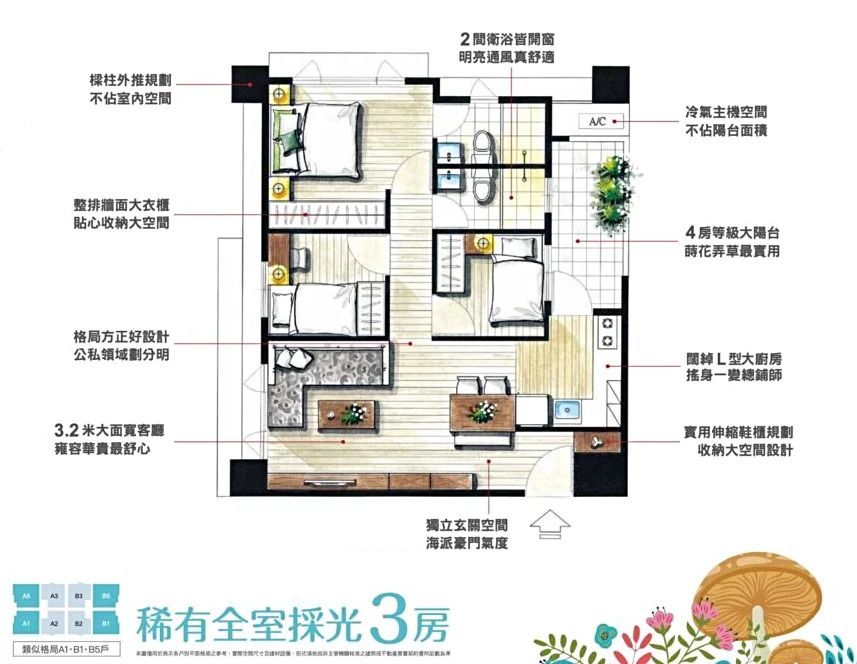 2間衛浴皆開窗
明亮通風真舒適
樑柱外推規劃
不佔室內空間
冷氣主機空間
不佔陽台面積
A/C
整排牆面大衣櫃
貼心收納大空間
4房等級大陽台
蒔花弄草最實用
格局方正好設計
公私領域劃分明
闊綽L型大廚房
搖身一變總鋪師
3.2米大面寬客廳
雍容華貴最舒心
實用伸縮鞋櫃規劃
收納大空間設計
獨立玄關空間
海派豪門氣度
A5 A3 B3 B5
A1 A2 B2 B1
類似格局A1‧B1‧B5戶
稀有全室採光3房